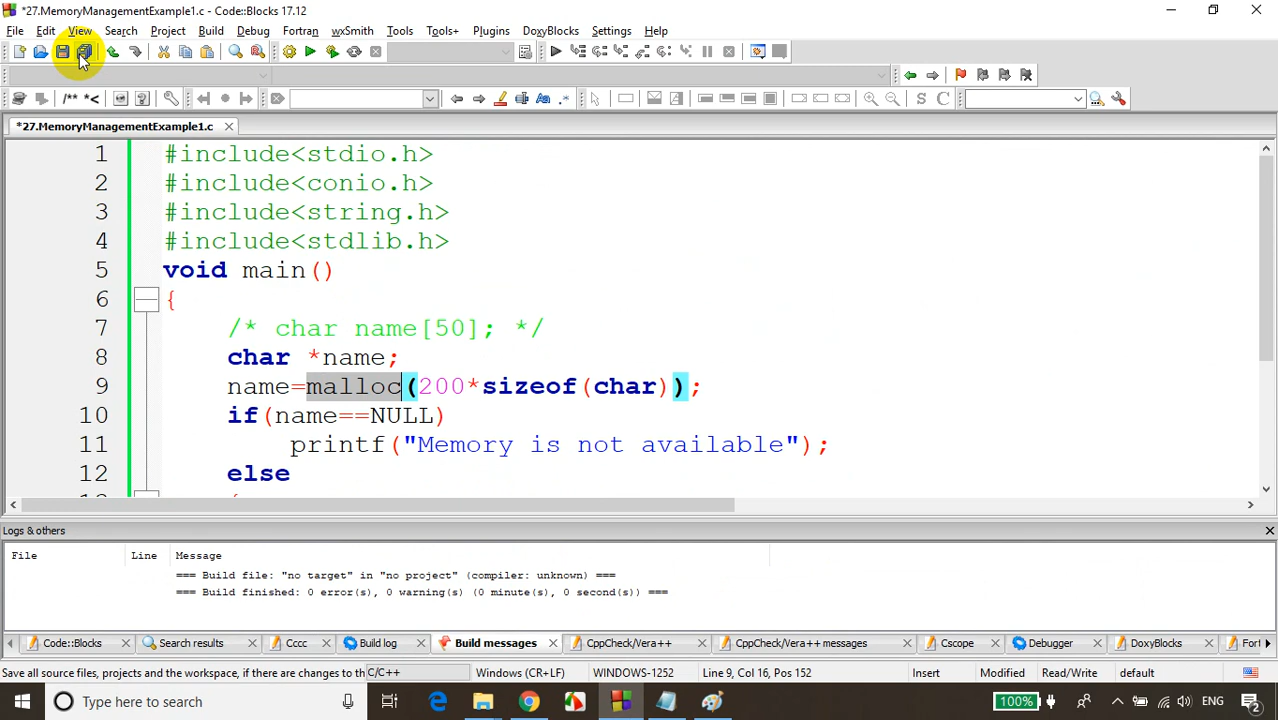 *27.MemoryManagementExample1.c - Code::Blocks 17.12
File Edit View Search Project Build Debug Fortran wxSmith Tools Tools+ Plugins DoxyBlocks Settings Help
/** *<
Aa .* S C
*27.MemoryManagementExample1.c
1 #include<stdio.h>
2 #include<conio.h>
3 #include<string.h>
4 #include<stdlib.h>
5 void main()
6 {
7 /* char name[50]; */
8 char *name;
9 name=malloc(200*sizeof(char));
10 if(name==NULL)
11 printf("Memory is not available");
12 else
Logs & others
File Line Message
=== Build file: "no target" in "no project" (compiler: unknown) ===
=== Build finished: 0 error(s), 0 warning(s) (0 minute(s), 0 second(s)) ===
Code::Blocks Search results Cccc Build log Build messages CppCheck/Vera++ CppCheck/Vera++ messages Cscope Debugger DoxyBlocks Fort
Save all source files, projects and the workspace, if there are changes to the C/C++ Windows (CR+LF) WINDOWS-1252 Line 9, Col 16, Pos 152 Insert Modified Read/Write default
Type here to search 100% ENG 2